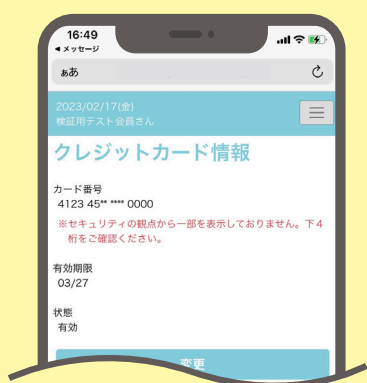 16:49
◀ メッセージ
ぁあ
2023/02/17(金)
検証用テスト会員さん
クレジットカード情報
カード番号
4123 45** **** 0000
※セキュリティの観点から一部を表示しておりません。下４
桁をご確認ください。
有効期限
03/27
状態
有効
変更